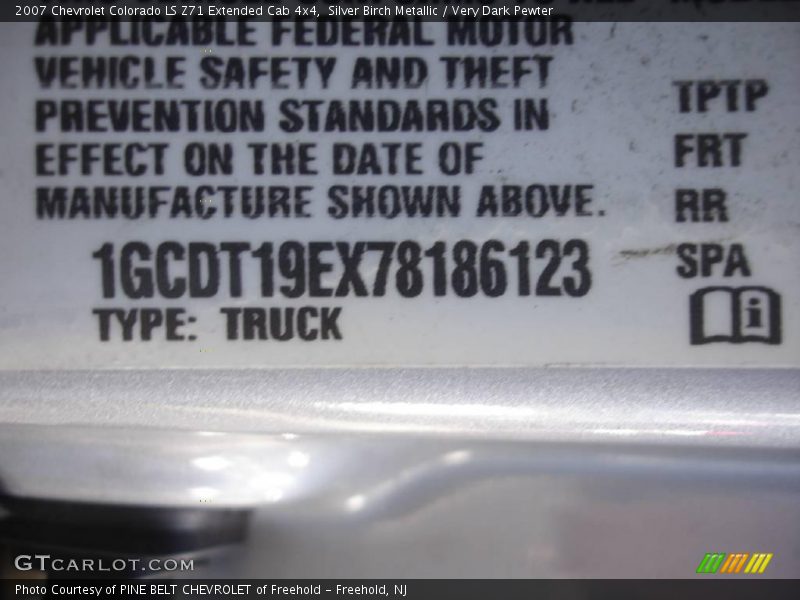 2007 Chevrolet Colorado LS Z71 Extended Cab 4x4, Silver Birch Metallic / Very Dark Pewter
APPLICABLE FEDERAL MOTOR
VEHICLE SAFETY AND THEFT
PREVENTION STANDARDS IN
EFFECT ON THE DATE OF
MANUFACTURE SHOWN ABOVE.
1GCDT19EX78186123
TYPE: TRUCK
TPTP
FRT
RR
SPA
i
GTCARLOT.COM
Photo Courtesy of PINE BELT CHEVROLET of Freehold - Freehold, NJ